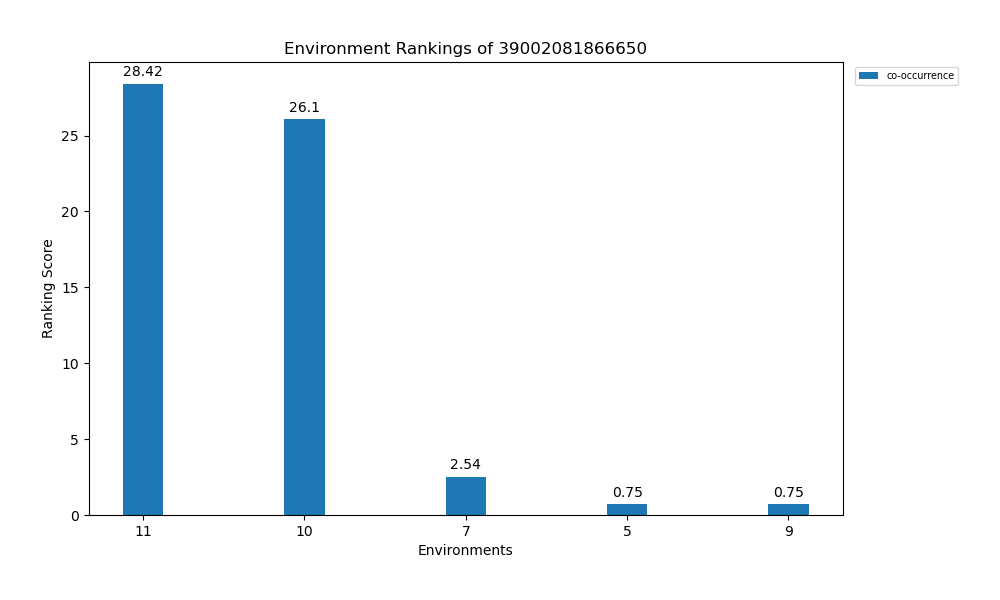 Environment Rankings of 39002081866650
co-occurrence
28.42
26.1
2.54
0.75
0.75
Ranking Score
25
20
15
10
5
0
11 10 7 5 9
Environments